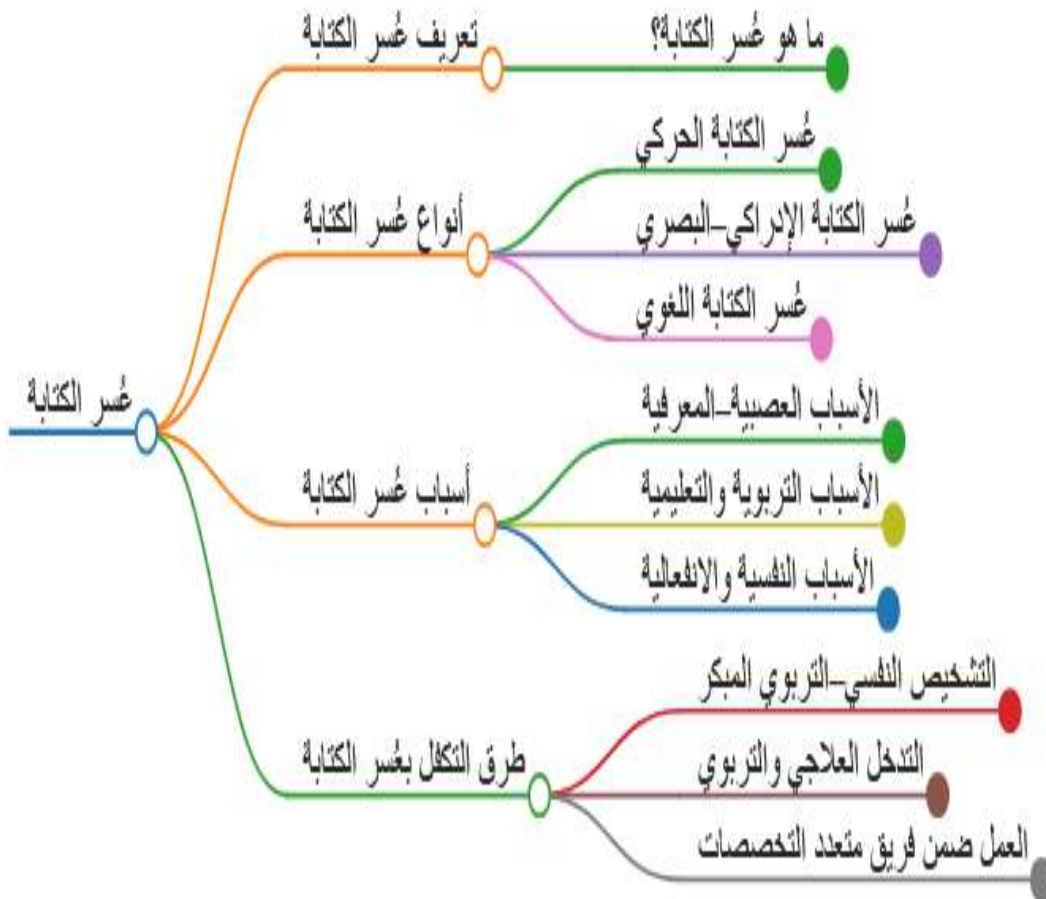 عُسر الكتابة
تعريف عُسر الكتابة
ما هو عُسر الكتابة؟
أنواع عُسر الكتابة
عُسر الكتابة الحركي
عُسر الكتابة الإدراكي–البصري
عُسر الكتابة اللغوي
أسباب عُسر الكتابة
الأسباب العصبية–المعرفية
الأسباب التربوية والتعليمية
الأسباب النفسية والانفعالية
طرق التكفل بعُسر الكتابة
التشخيص النفسي–التربوي المبكر
التدخل العلاجي والتربوي
العمل ضمن فريق متعدد التخصصات